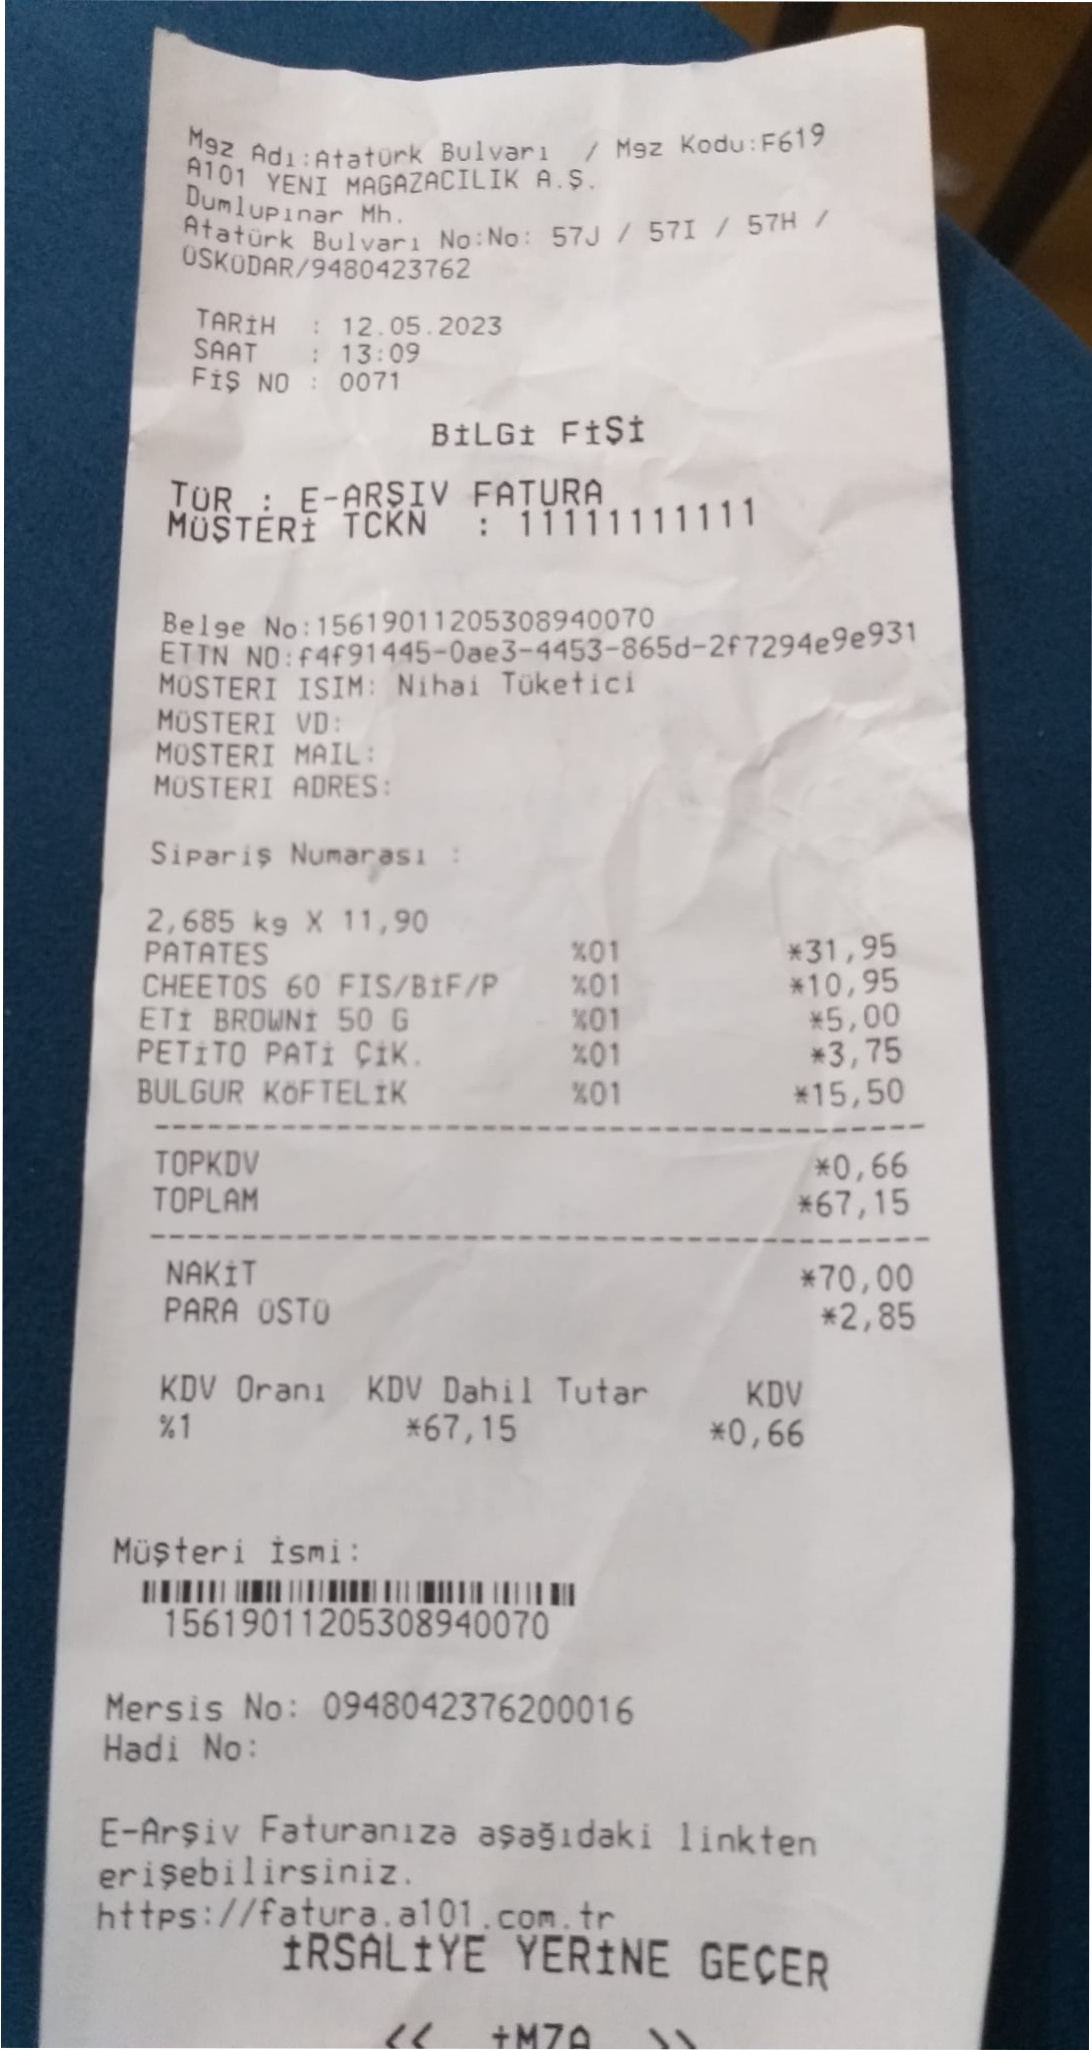 Mgz Adı:Atatürk Bulvarı / Mgz Kodu:F619
A101 YENI MAGAZACILIK A.Ş.
Dumlupınar Mh.
Atatürk Bulvarı No:No: 57J / 57I / 57H /
ÜSKÜDAR/9480423762
TARİH : 12.05.2023
SAAT : 13:09
FİŞ NO : 0071
BİLGİ FİŞİ
TÜR : E-ARŞIV FATURA
MÜŞTERİ TCKN : 11111111111
Belge No:15619011205308940070
ETTN NO:f4f91445-0ae3-4453-865d-2f7294e9e931
MÜSTERI ISIM: Nihai Tüketici
MÜSTERI VD:
MÜSTERI MAIL:
MÜSTERI ADRES:
Sipariş Numarası :
2,685 kg X 11,90
PATATES %01 *31,95
CHEETOS 60 FIS/BİF/P %01 *10,95
ETİ BROWNİ 50 G %01 *5,00
PETİTO PATİ ÇİK. %01 *3,75
BULGUR KÖFTELİK %01 *15,50
TOPKDV *0,66
TOPLAM *67,15
NAKİT *70,00
PARA ÜSTÜ *2,85
KDV Oranı KDV Dahil Tutar KDV
%1 *67,15 *0,66
Müşteri İsmi:
15619011205308940070
Mersis No: 0948042376200016
Hadi No:
E-Arşiv Faturanıza aşağıdaki linkten
erişebilirsiniz.
https://fatura.a101.com.tr
İRSALİYE YERİNE GEÇER
<< İMZA >>